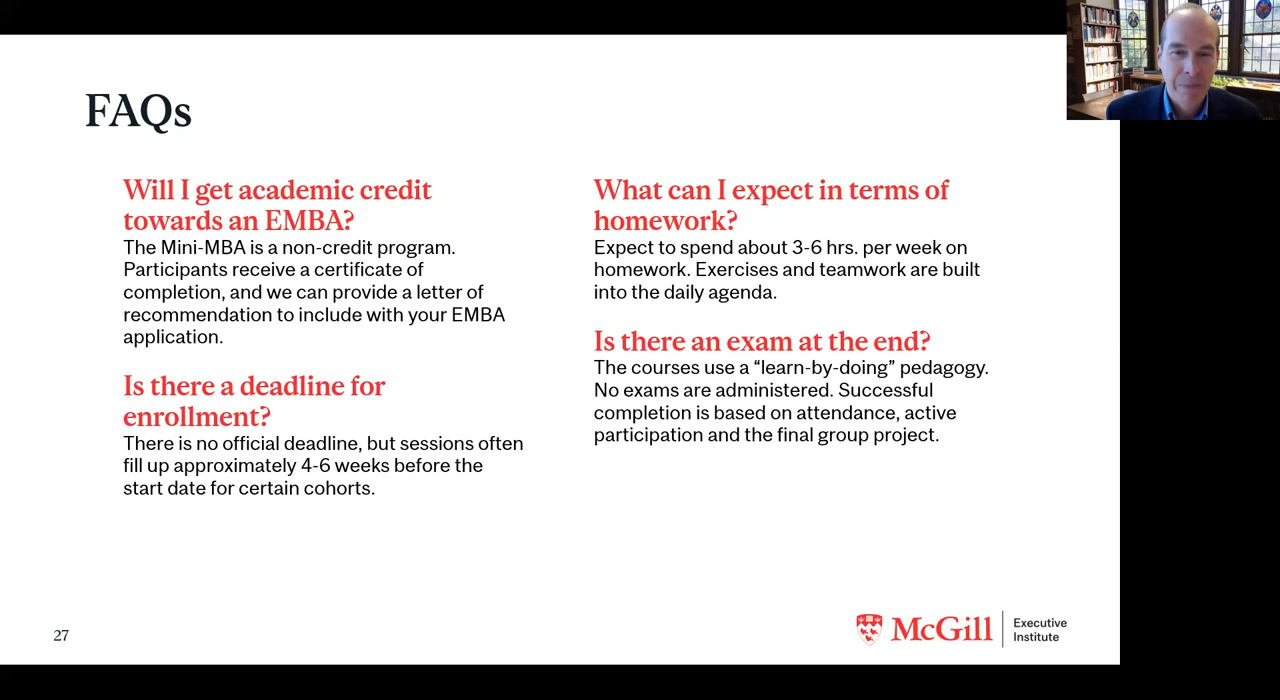 FAQs
Will I get academic credit
towards an EMBA?
The Mini-MBA is a non-credit program.
Participants receive a certificate of
completion, and we can provide a letter of
recommendation to include with your EMBA
application.
Is there a deadline for
enrollment?
There is no official deadline, but sessions often
fill up approximately 4-6 weeks before the
start date for certain cohorts.
What can I expect in terms of
homework?
Expect to spend about 3-6 hrs. per week on
homework. Exercises and teamwork are built
into the daily agenda.
Is there an exam at the end?
The courses use a “learn-by-doing” pedagogy.
No exams are administered. Successful
completion is based on attendance, active
participation and the final group project.
27
McGill
Executive
Institute